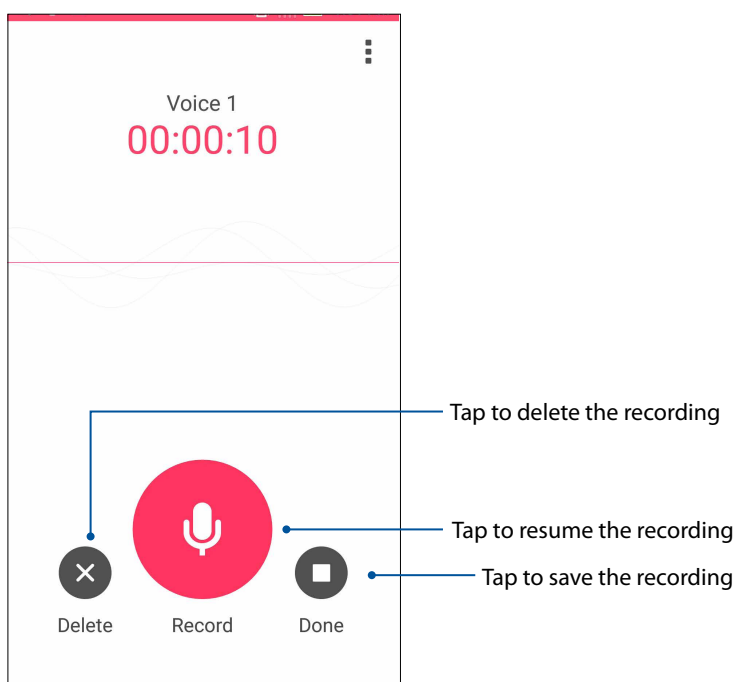 Voice 1
00:00:10
Tap to delete the recording
Tap to resume the recording
Tap to save the recording
Delete Record Done